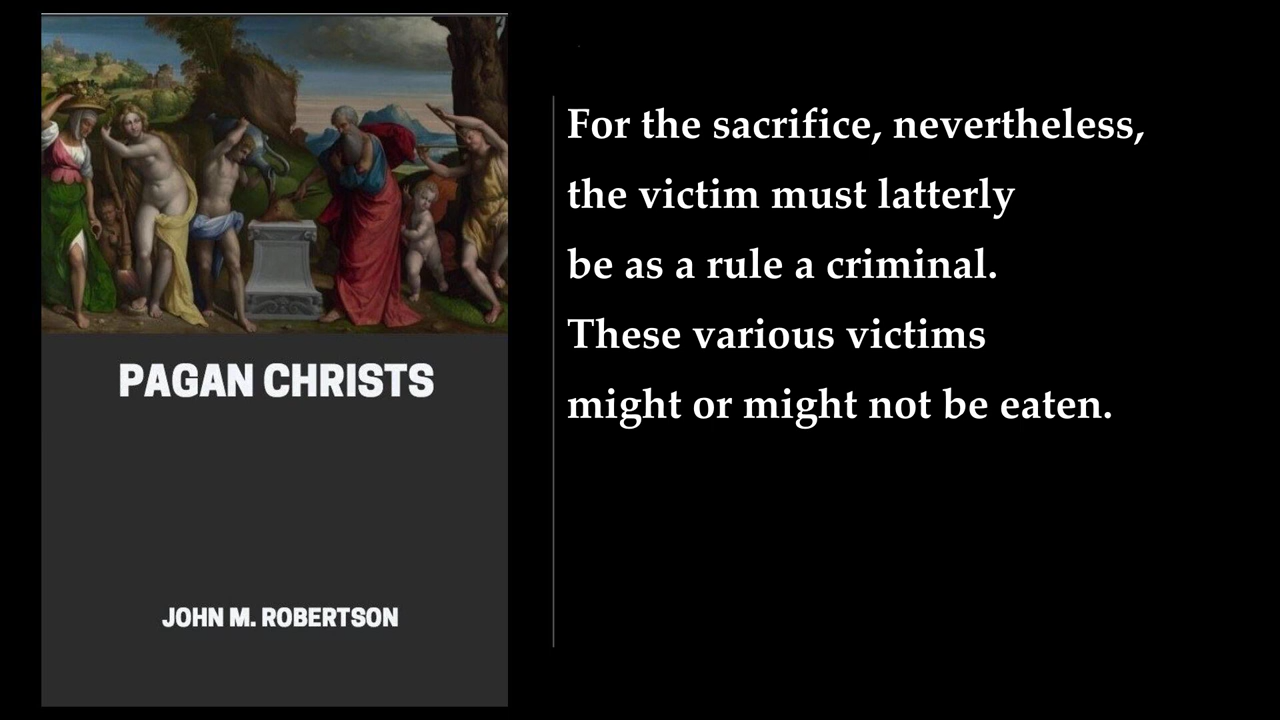 PAGAN CHRISTS
JOHN M. ROBERTSON
For the sacrifice, nevertheless,
the victim must latterly
be as a rule a criminal.
These various victims
might or might not be eaten.